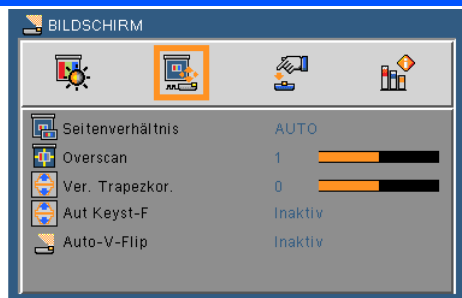 BILDSCHIRM
Seitenverhältnis AUTO
Overscan 1
Ver. Trapezkor. 0
Aut Keyst-F Inaktiv
Auto-V-Flip Inaktiv